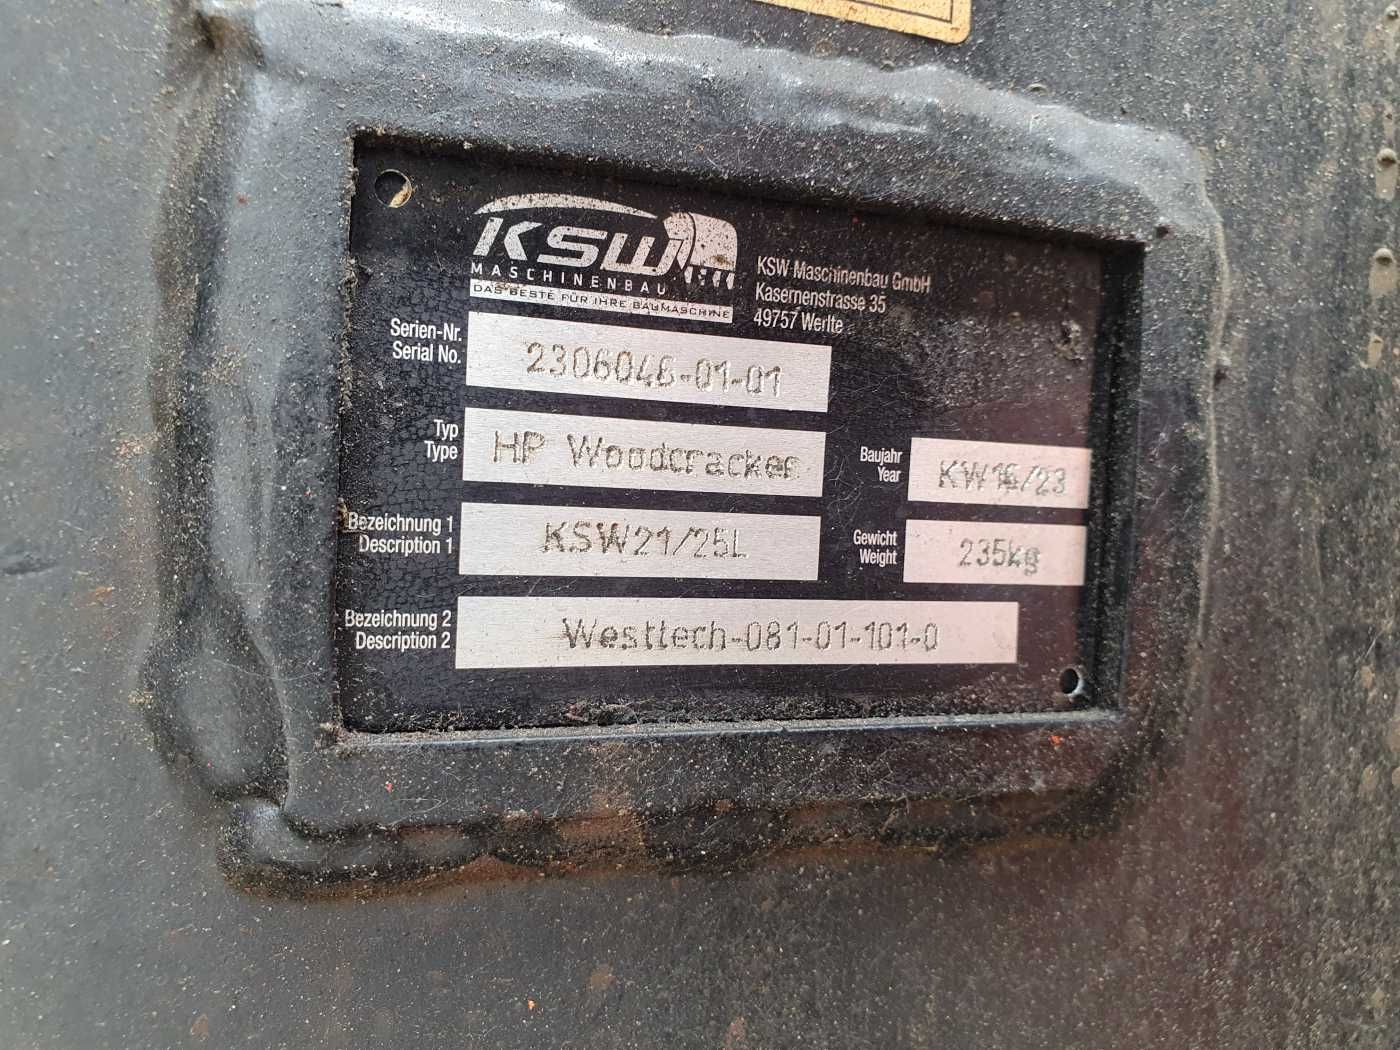 KSW
MASCHINENBAU
DAS BESTE FÜR IHRE BAUMASCHINE
KSW Maschinenbau GmbH
Kasernenstrasse 35
49757 Werlte
Serien-Nr.
Serial No.
2306046-01-01
Typ
Type
HP Woodcracker
Baujahr
Year
KW16/23
Bezeichnung 1
Description 1
KSW21/25L
Gewicht
Weight
235kg
Bezeichnung 2
Description 2
Westtech-081-01-101-0